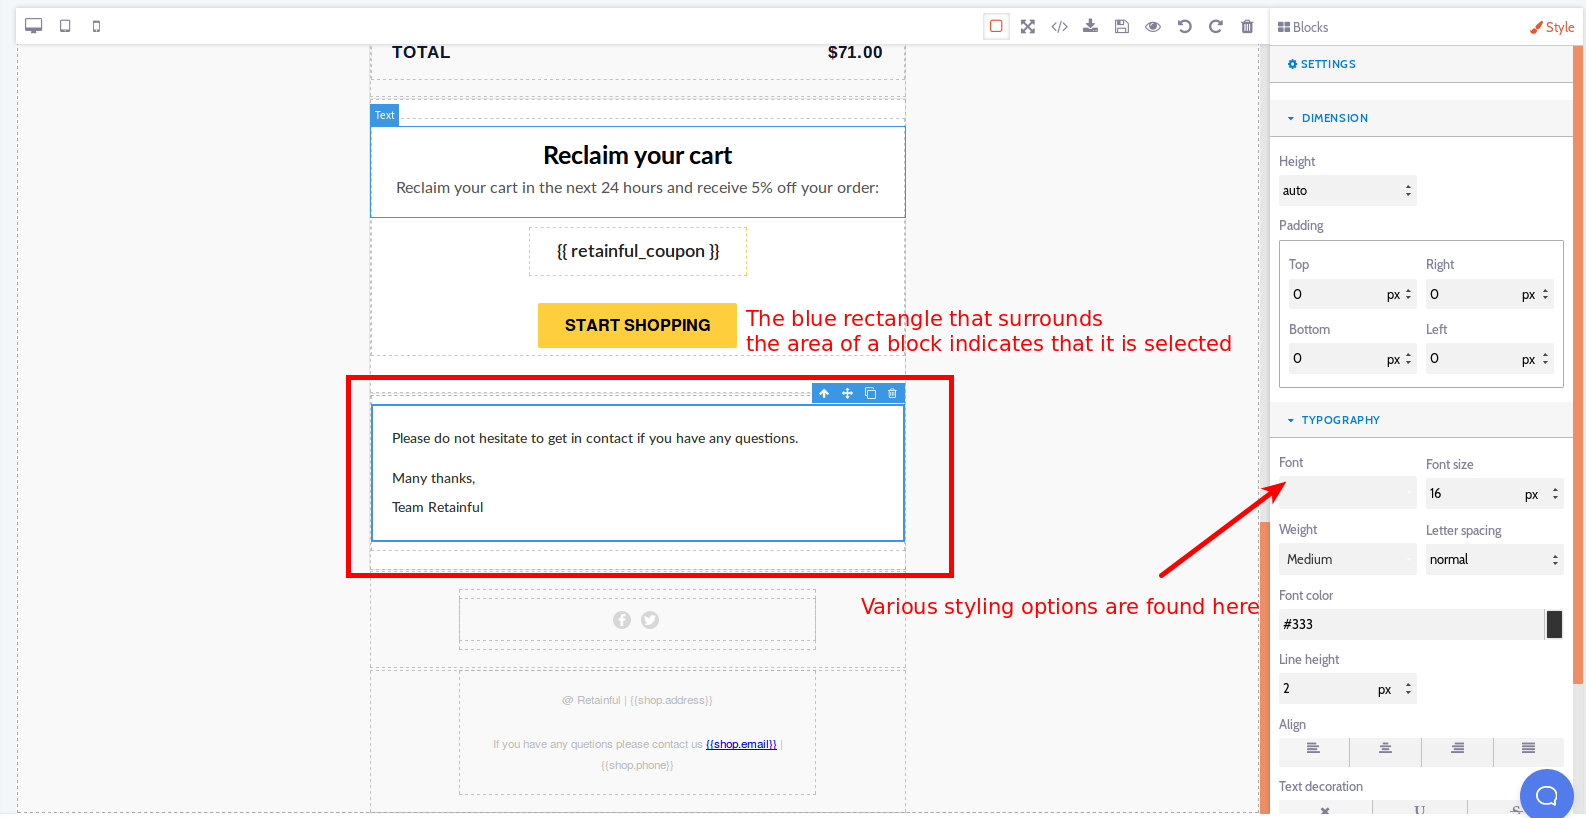 Blocks
Style
SETTINGS
TOTAL $71.00
Text
Reclaim your cart
Reclaim your cart in the next 24 hours and receive 5% off your order:
{{ retainful_coupon }}
START SHOPPING
The blue rectangle that surrounds
the area of a block indicates that it is selected
Please do not hesitate to get in contact if you have any questions.
Many thanks,
Team Retainful
Various styling options are found here
@ Retainful | {{shop.address}}
If you have any quetions please contact us {{shop.email}} |
{{shop.phone}}
DIMENSION
Height
auto
Padding
Top Right
0 px 0 px
Bottom Left
0 px 0 px
TYPOGRAPHY
Font Font size
16 px
Weight Letter spacing
Medium normal
Font color
#333
Line height
2 px
Align
Text decoration
U S